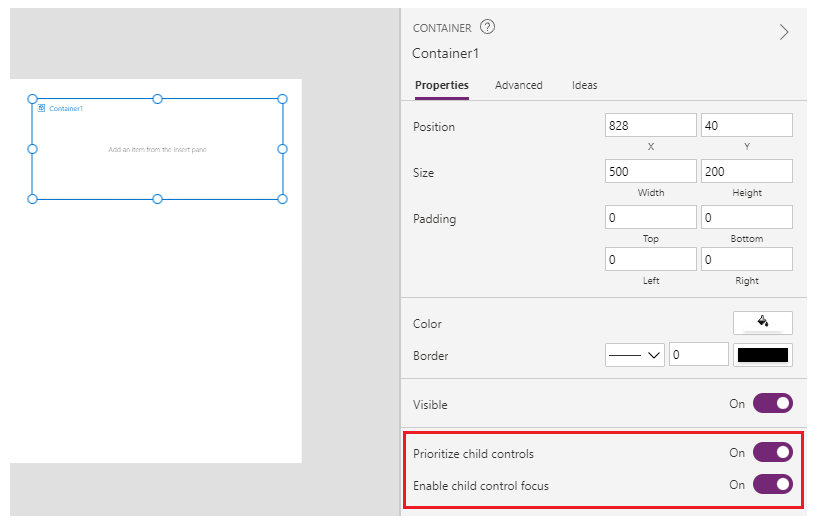 Container1
Add an item from the insert pane
CONTAINER ?
Container1
Properties Advanced Ideas
Position 828 40
X Y
Size 500 200
Width Height
Padding 0 0
Top Bottom
0 0
Left Right
Color
Border 0
Visible On
Prioritize child controls On
Enable child control focus On